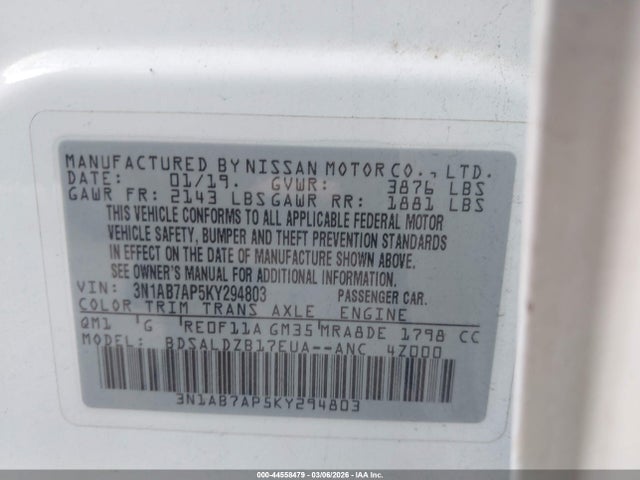 MANUFACTURED BY NISSAN MOTOR CO., LTD.
DATE: 01/19. GVWR: 3876 LBS
GAWR FR: 2143 LBS GAWR RR: 1881 LBS
THIS VEHICLE CONFORMS TO ALL APPLICABLE FEDERAL MOTOR
VEHICLE SAFETY, BUMPER AND THEFT PREVENTION STANDARDS
IN EFFECT ON THE DATE OF MANUFACTURE SHOWN ABOVE.
SEE OWNER'S MANUAL FOR ADDITIONAL INFORMATION.
VIN: 3N1AB7AP5KY294803 PASSENGER CAR.
COLOR TRIM TRANS AXLE ENGINE
QM1 G RE0F11A GM35 MRA8DE 1798 CC
MODEL: BDSALDZB17EUA--ANC 4Z000
3N1AB7AP5KY294803
000-44558479 | 03/06/2026 | IAA Inc.